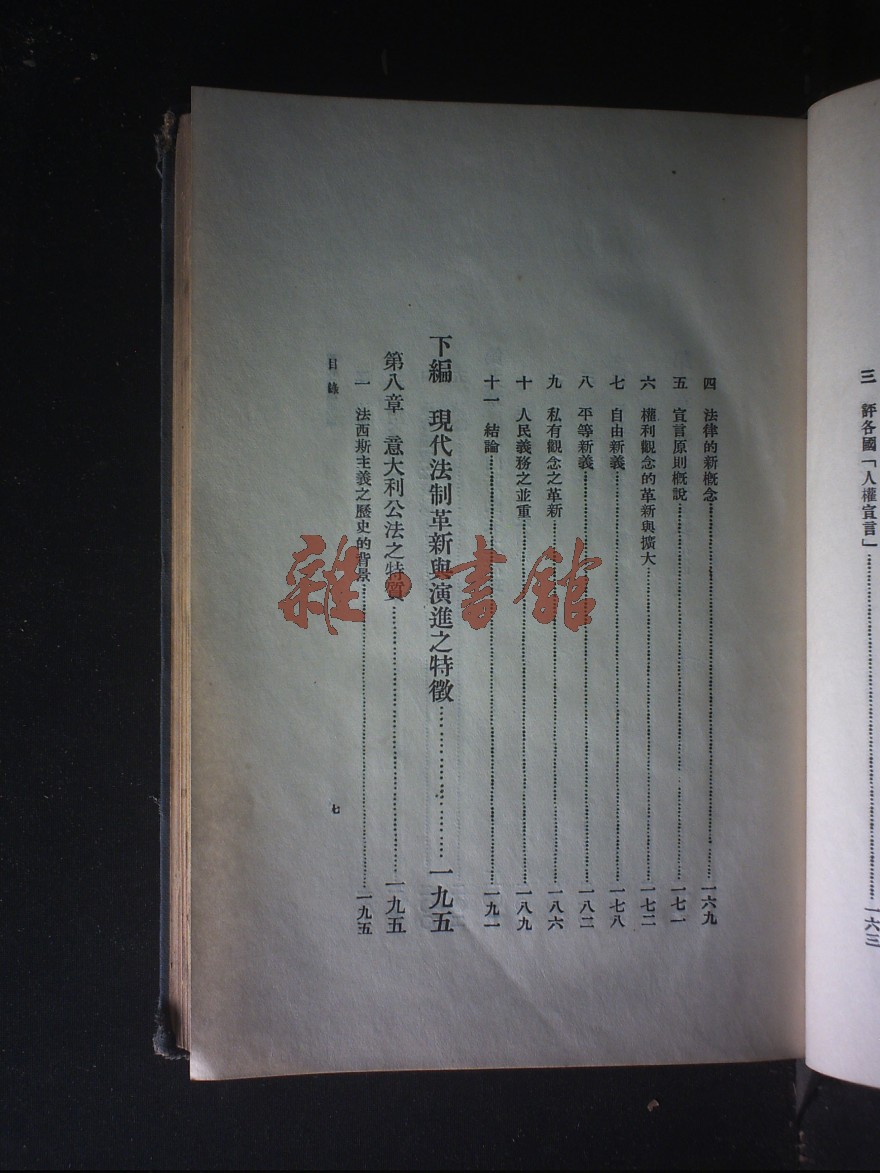 三 評各國「人權宣言」……一六三
四 法律的新概念……一六九
五 宣言原則概説……一七一
六 權利觀念的革新與擴大……一七二
七 自由新義……一七八
八 平等新義……一八二
九 私有觀念之革新……一八六
十 人民義務之並重……一八九
十一 結論……一九一
下編 現代法制革新與演進之特徵……一九五
第八章 意大利公法之特質……一九五
一 法西斯主義之歷史的背景……一九五
目錄
七
雜·書館